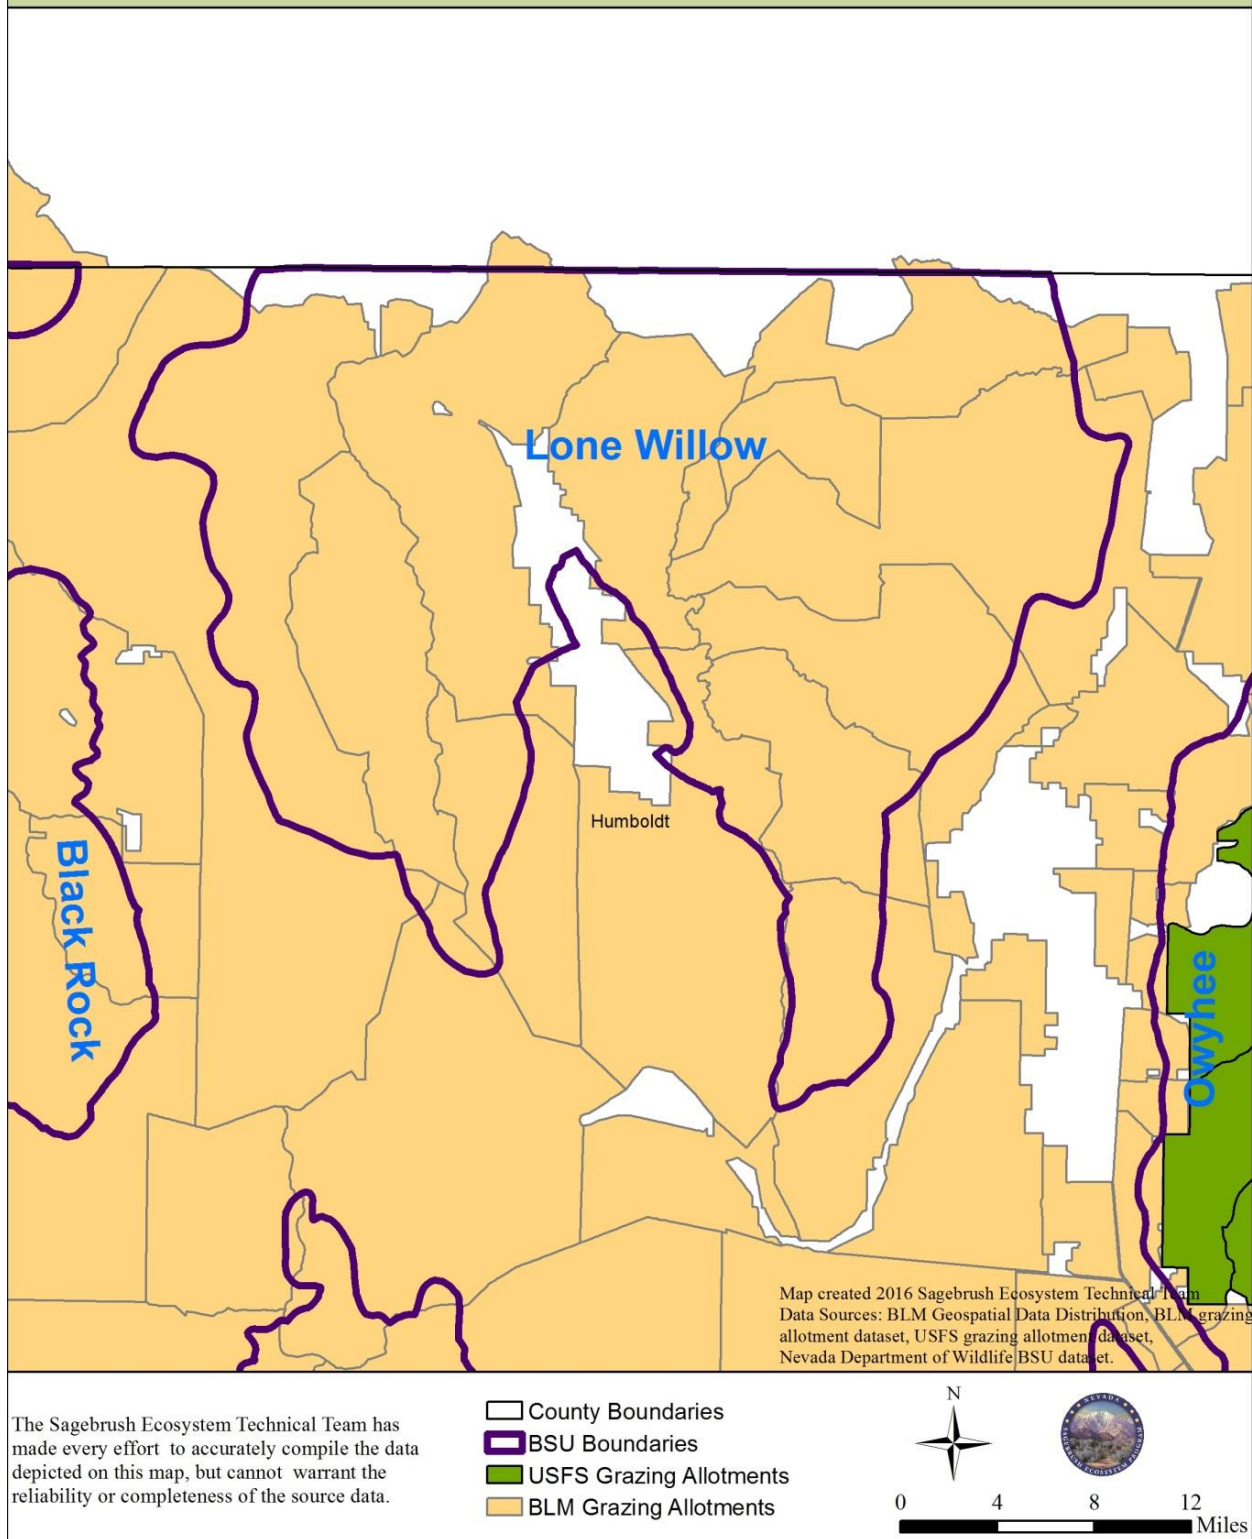 Lone Willow
Humboldt
Black Rock
Owyhee
Map created 2016 Sagebrush Ecosystem Technical Team
Data Sources: BLM Geospatial Data Distribution, BLM grazing
allotment dataset, USFS grazing allotment dataset,
Nevada Department of Wildlife BSU dataset.
The Sagebrush Ecosystem Technical Team has
made every effort to accurately compile the data
depicted on this map, but cannot warrant the
reliability or completeness of the source data.
County Boundaries
BSU Boundaries
USFS Grazing Allotments
BLM Grazing Allotments
N
NEVADA
SAGEBRUSH ECOSYSTEM PROGRAM
0 4 8 12
Miles